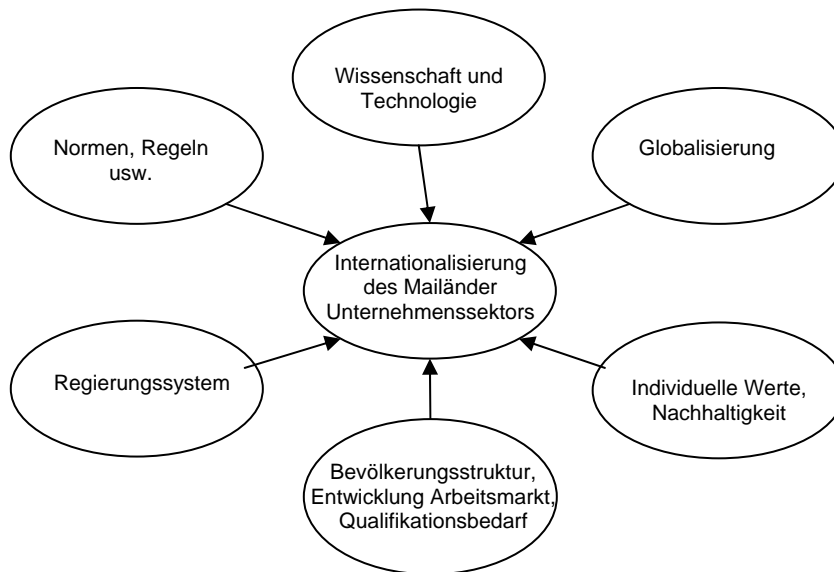 Wissenschaft und
Technologie
Normen, Regeln
usw.
Globalisierung
Internationalisierung
des Mailänder
Unternehmenssektors
Regierungssystem
Individuelle Werte,
Nachhaltigkeit
Bevölkerungsstruktur,
Entwicklung Arbeitsmarkt,
Qualifikationsbedarf